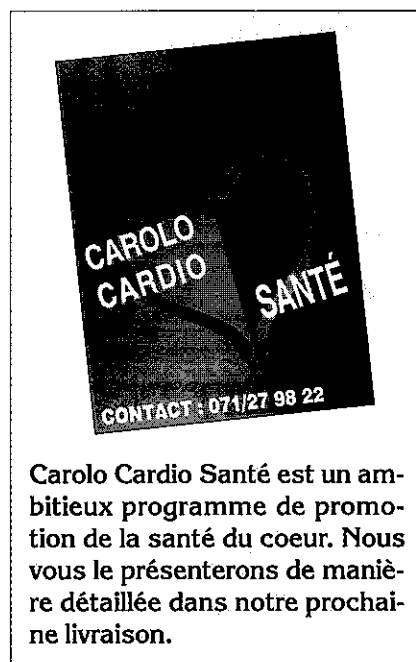 CAROLO
CARDIO
SANTÉ
CONTACT : 071/27 98 22
Carolo Cardio Santé est un am-
bitieux programme de promo-
tion de la santé du coeur. Nous
vous le présenterons de maniè-
re détaillée dans notre prochai-
ne livraison.